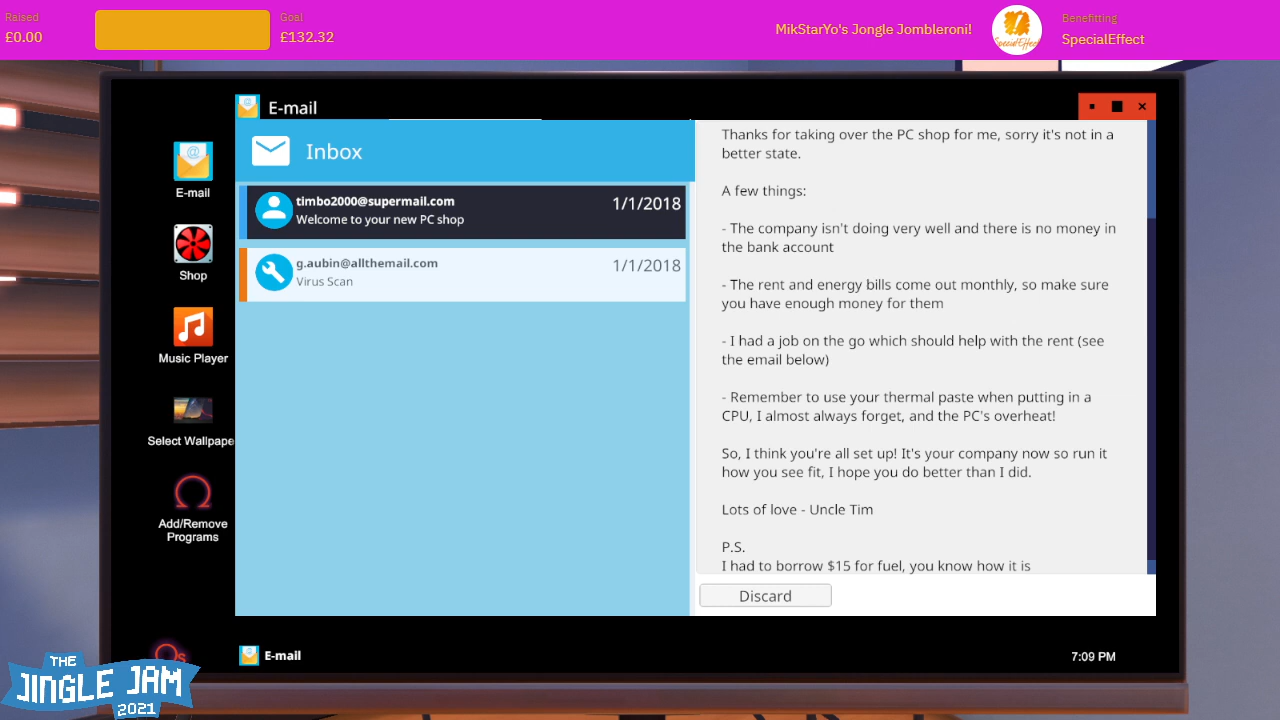 Raised
£0.00
Goal
£132.32
MikStarYo's Jongle Jombleroni!
SpecialEffect
Benefitting
SpecialEffect
E-mail
E-mail
Shop
Music Player
Select Wallpape
Add/Remove
Programs
Inbox
timbo2000@supermail.com
1/1/2018
Welcome to your new PC shop
g.aubin@allthemail.com
1/1/2018
Virus Scan
Thanks for taking over the PC shop for me, sorry it's not in a
better state.
A few things:
- The company isn't doing very well and there is no money in
the bank account
- The rent and energy bills come out monthly, so make sure
you have enough money for them
- I had a job on the go which should help with the rent (see
the email below)
- Remember to use your thermal paste when putting in a
CPU, I almost always forget, and the PC's overheat!
So, I think you're all set up! It's your company now so run it
how you see fit, I hope you do better than I did.
Lots of love - Uncle Tim
P.S.
I had to borrow $15 for fuel, you know how it is
Discard
E-mail
7:09 PM
THE
JINGLE JAM
2021